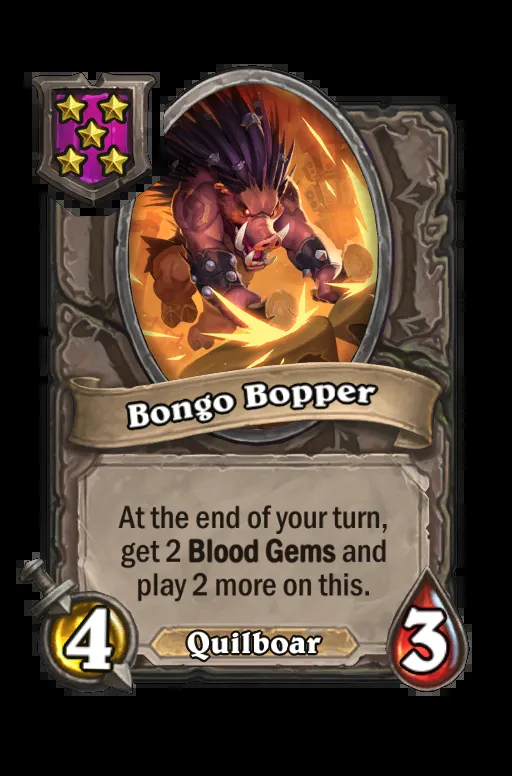 Bongo Bopper
At the end of your turn,
get 2 Blood Gems and
play 2 more on this.
4
Quilboar
3